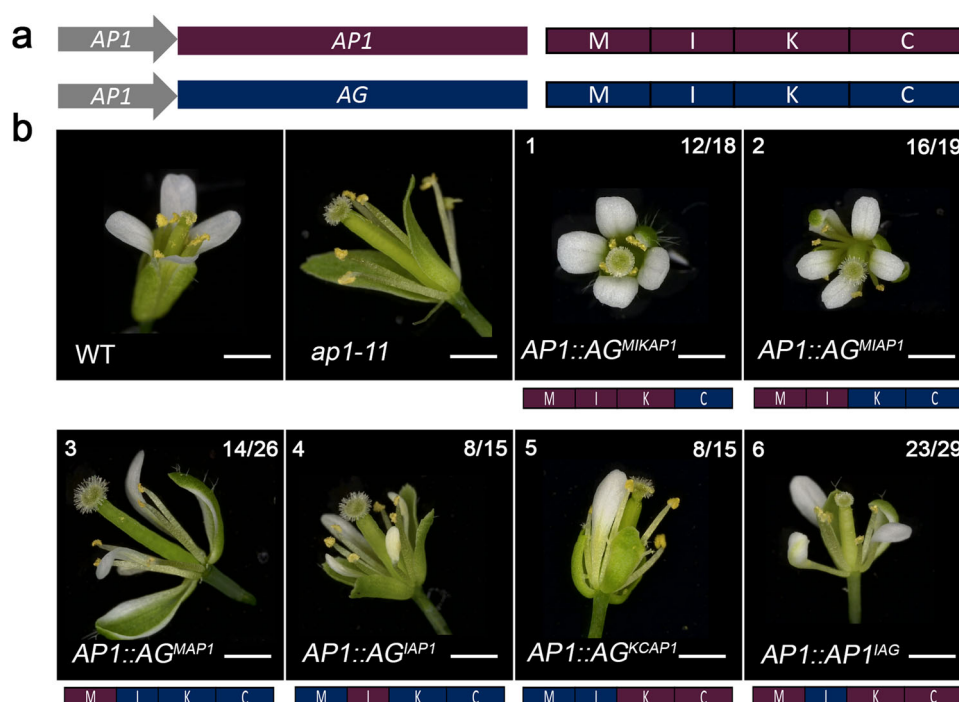 a
AP1 AP1 M I K C
AP1 AG M I K C
b
WT
ap1-11
1 12/18
AP1::AG^MIKAP1
M I K C
2 16/19
AP1::AG^MIAP1
M I K C
3 14/26
AP1::AG^MAP1
M I K C
4 8/15
AP1::AG^IAP1
M I K C
5 8/15
AP1::AG^KCAP1
M I K C
6 23/29
AP1::AP1^IAG
M I K C